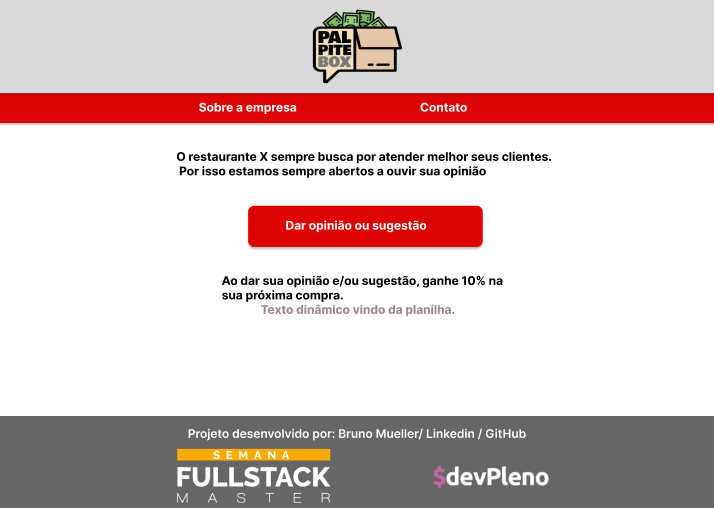 PAL
PITE
BOX
Sobre a empresa
Contato
O restaurante X sempre busca por atender melhor seus clientes.
Por isso estamos sempre abertos a ouvir sua opinião
Dar opinião ou sugestão
Ao dar sua opinião e/ou sugestão, ganhe 10% na
sua próxima compra.
Texto dinâmico vindo da planilha.
Projeto desenvolvido por: Bruno Mueller/ Linkedin / GitHub
SEMANA
FULLSTACK
MASTER
$devPleno